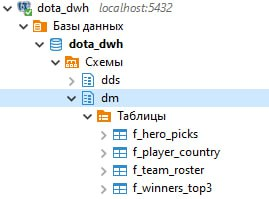 dota_dwh localhost:5432
Базы данных
dota_dwh
Схемы
dds
dm
Таблицы
f_hero_picks
f_player_country
f_team_roster
f_winners_top3